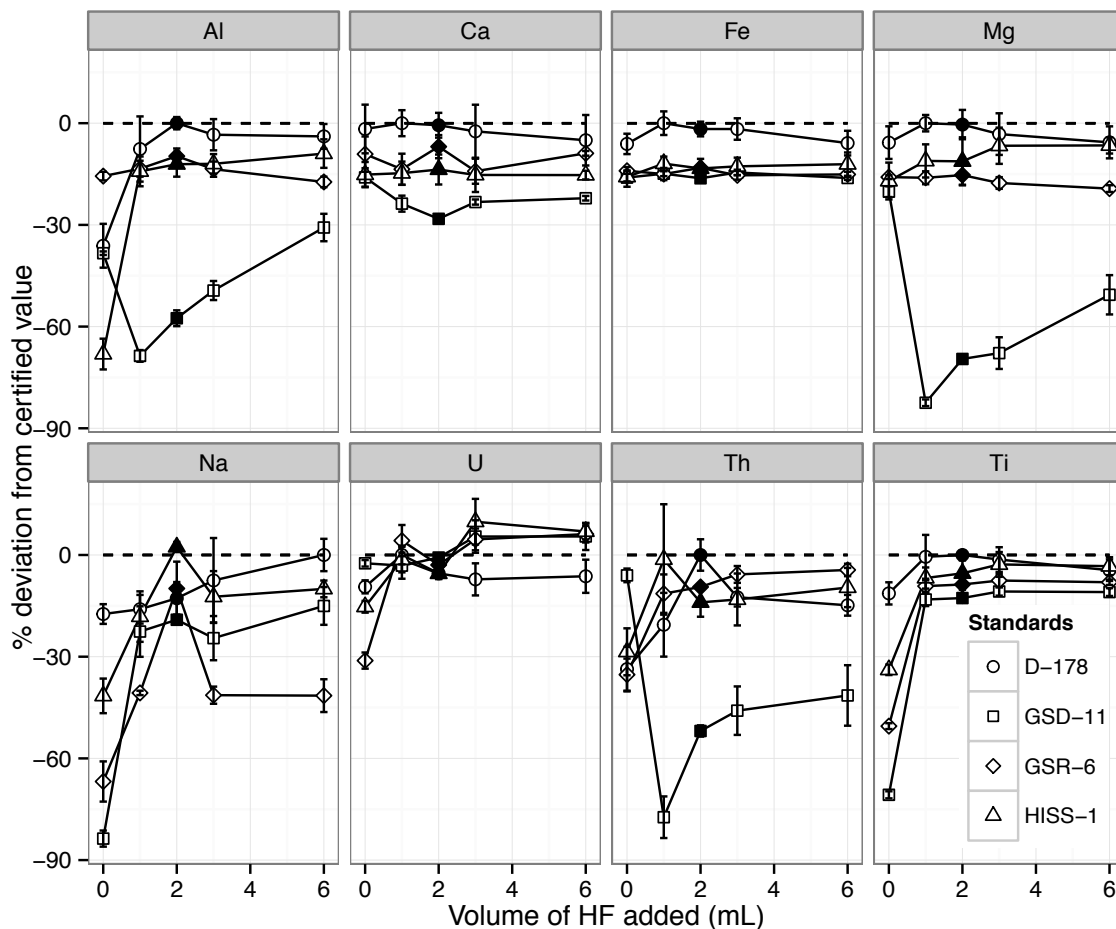 Al Ca Fe Mg
0
−30
−60
−90
% deviation from certified value
Na U Th Ti
0
−30
−60
−90
Standards
D−178
GSD−11
GSR−6
HISS−1
0 2 4 6 0 2 4 6 0 2 4 6 0 2 4 6
Volume of HF added (mL)